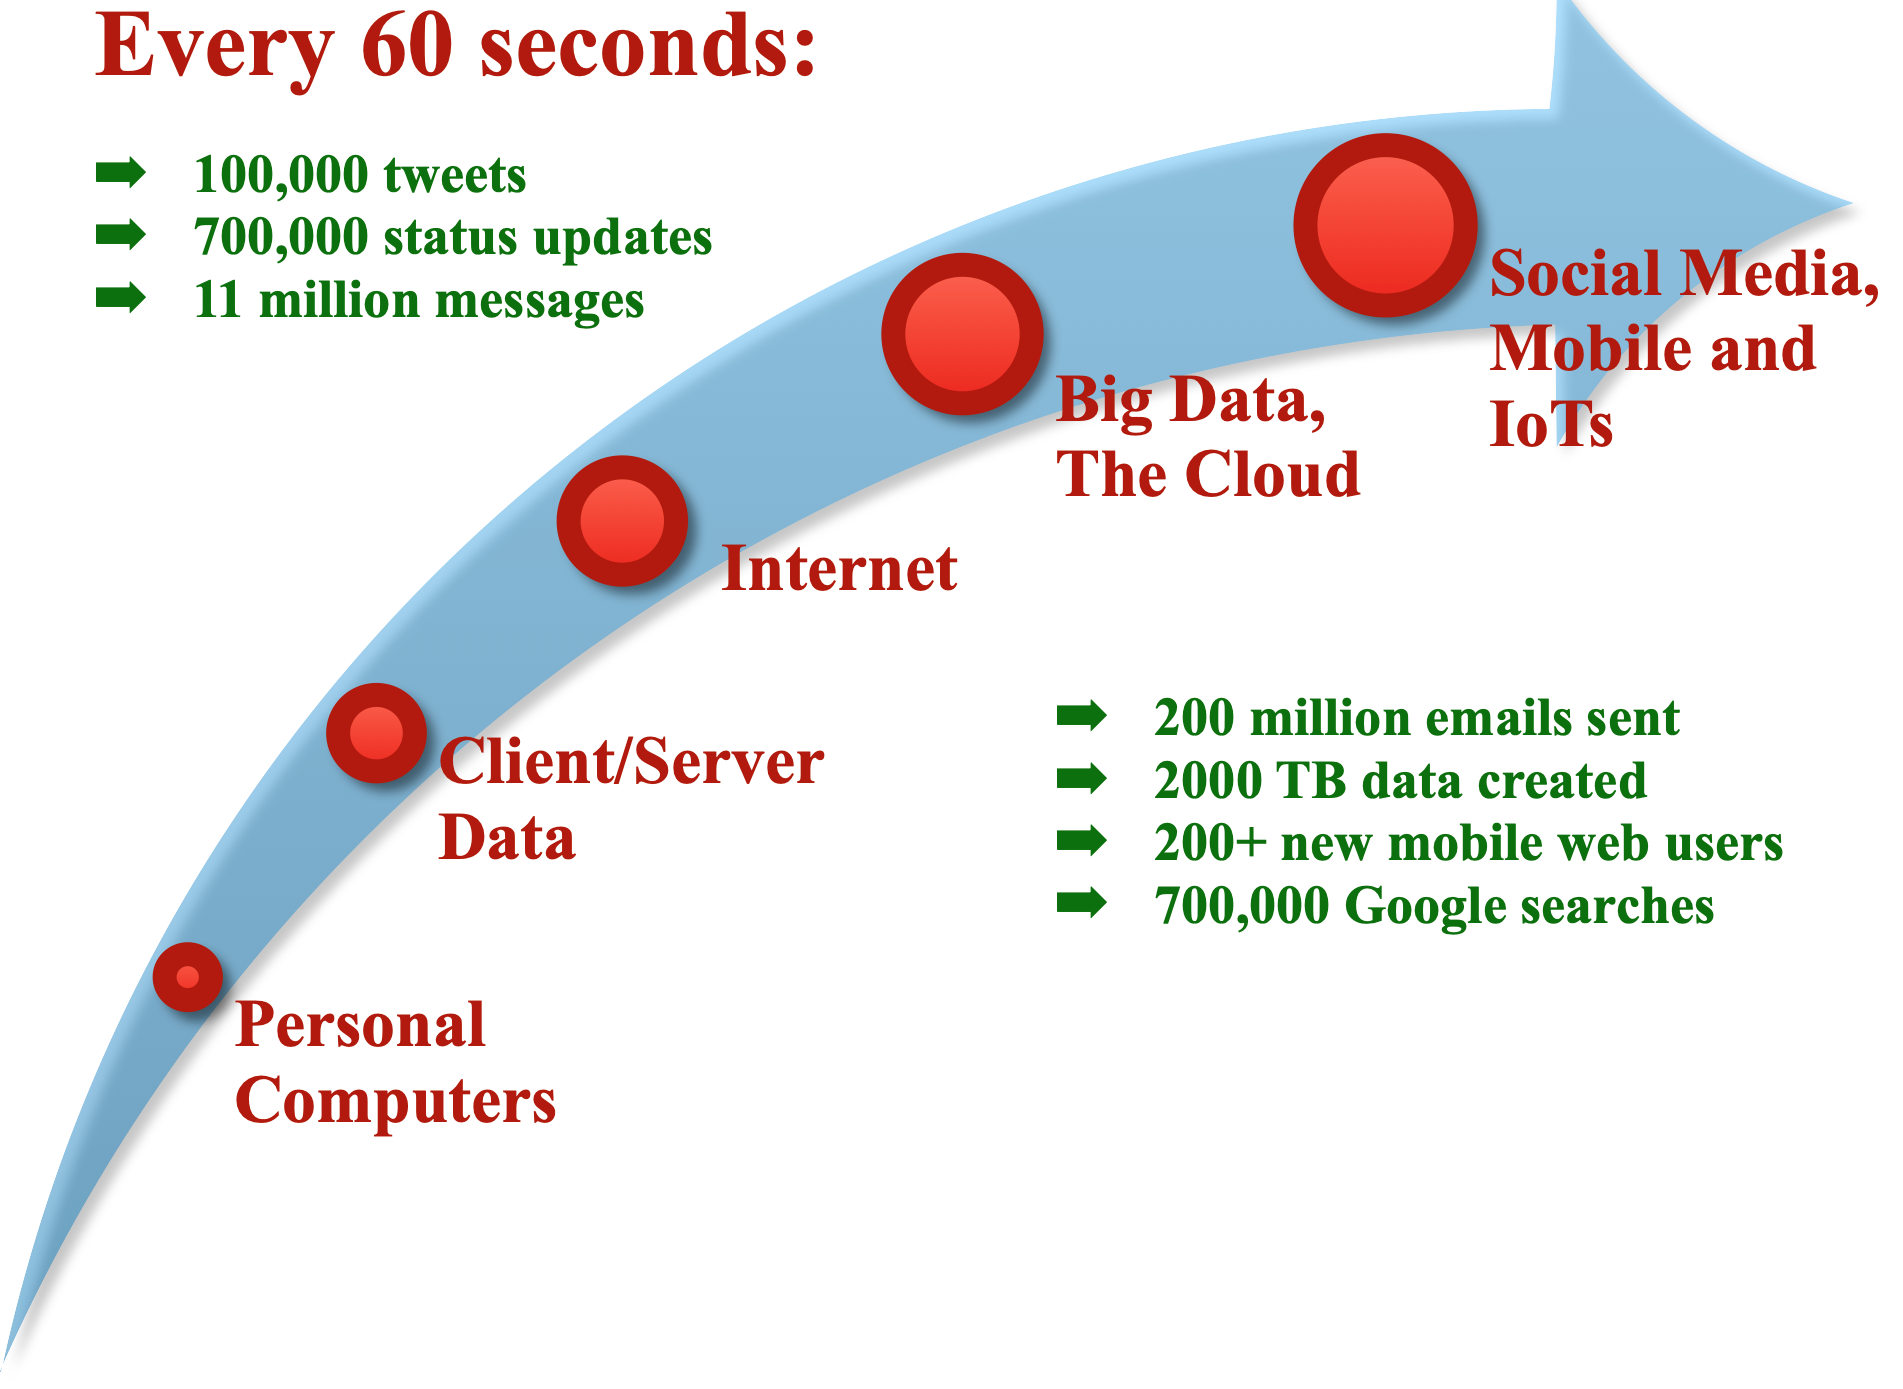 Every 60 seconds:
100,000 tweets
700,000 status updates
11 million messages
Social Media,
Mobile and
IoTs
Big Data,
The Cloud
Internet
Client/Server
Data
Personal
Computers
200 million emails sent
2000 TB data created
200+ new mobile web users
700,000 Google searches